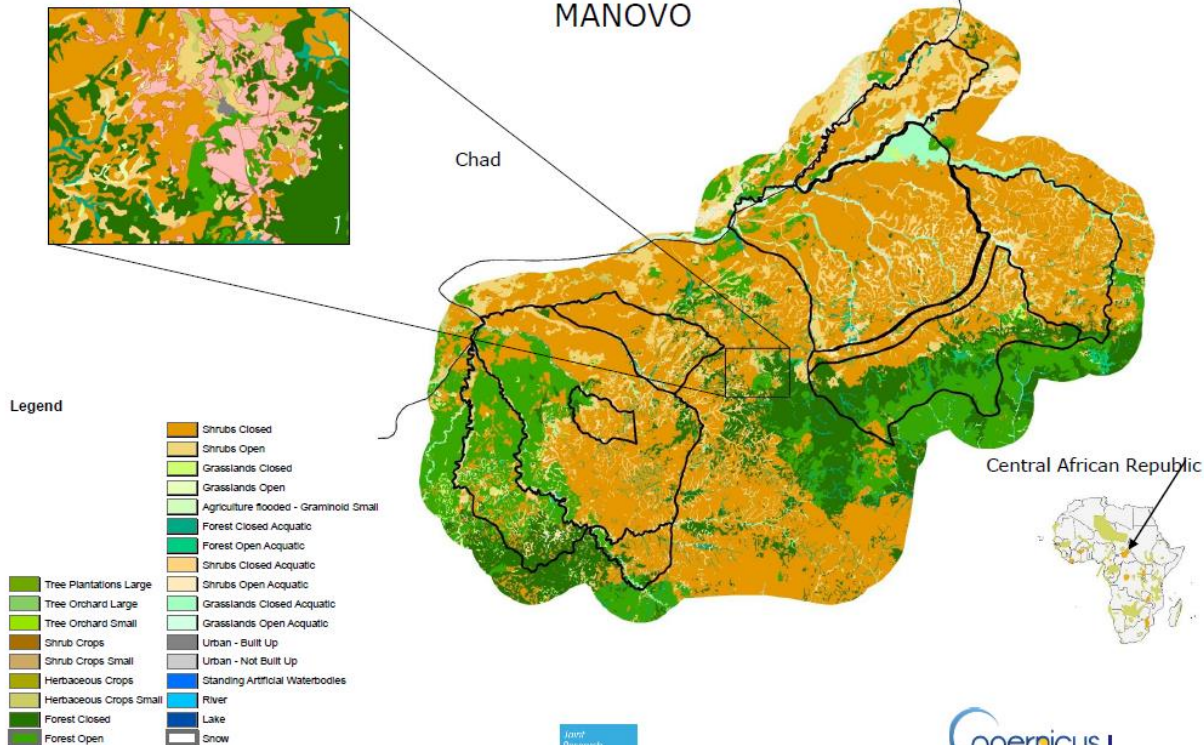 MANOVO
Chad
Legend
Shrubs Closed
Shrubs Open
Grasslands Closed
Grasslands Open
Agriculture flooded - Graminoid Small
Forest Closed Acquatic
Forest Open Acquatic
Shrubs Closed Acquatic
Tree Plantations Large
Shrubs Open Acquatic
Tree Orchard Large
Grasslands Closed Acquatic
Tree Orchard Small
Grasslands Open Acquatic
Shrub Crops
Urban - Built Up
Shrub Crops Small
Urban - Not Built Up
Herbaceous Crops
Standing Artificial Waterbodies
Herbaceous Crops Small
River
Forest Closed
Lake
Forest Open
Snow
Central African Republic
Joint
opernicus